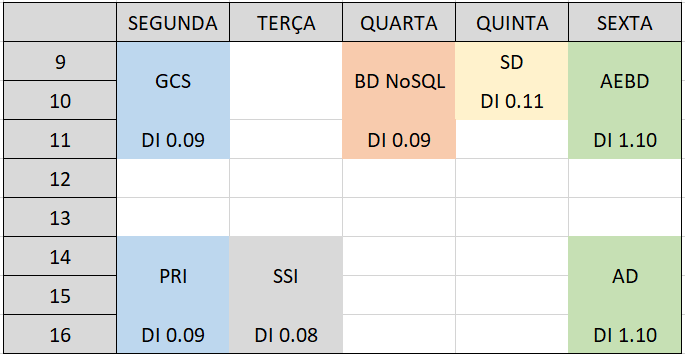 SEGUNDA TERÇA QUARTA QUINTA SEXTA
9 SD
GCS BD NoSQL AEBD
10 DI 0.11
11 DI 0.09 DI 0.09 DI 1.10
12
13
14
PRI SSI AD
15
16 DI 0.09 DI 0.08 DI 1.10